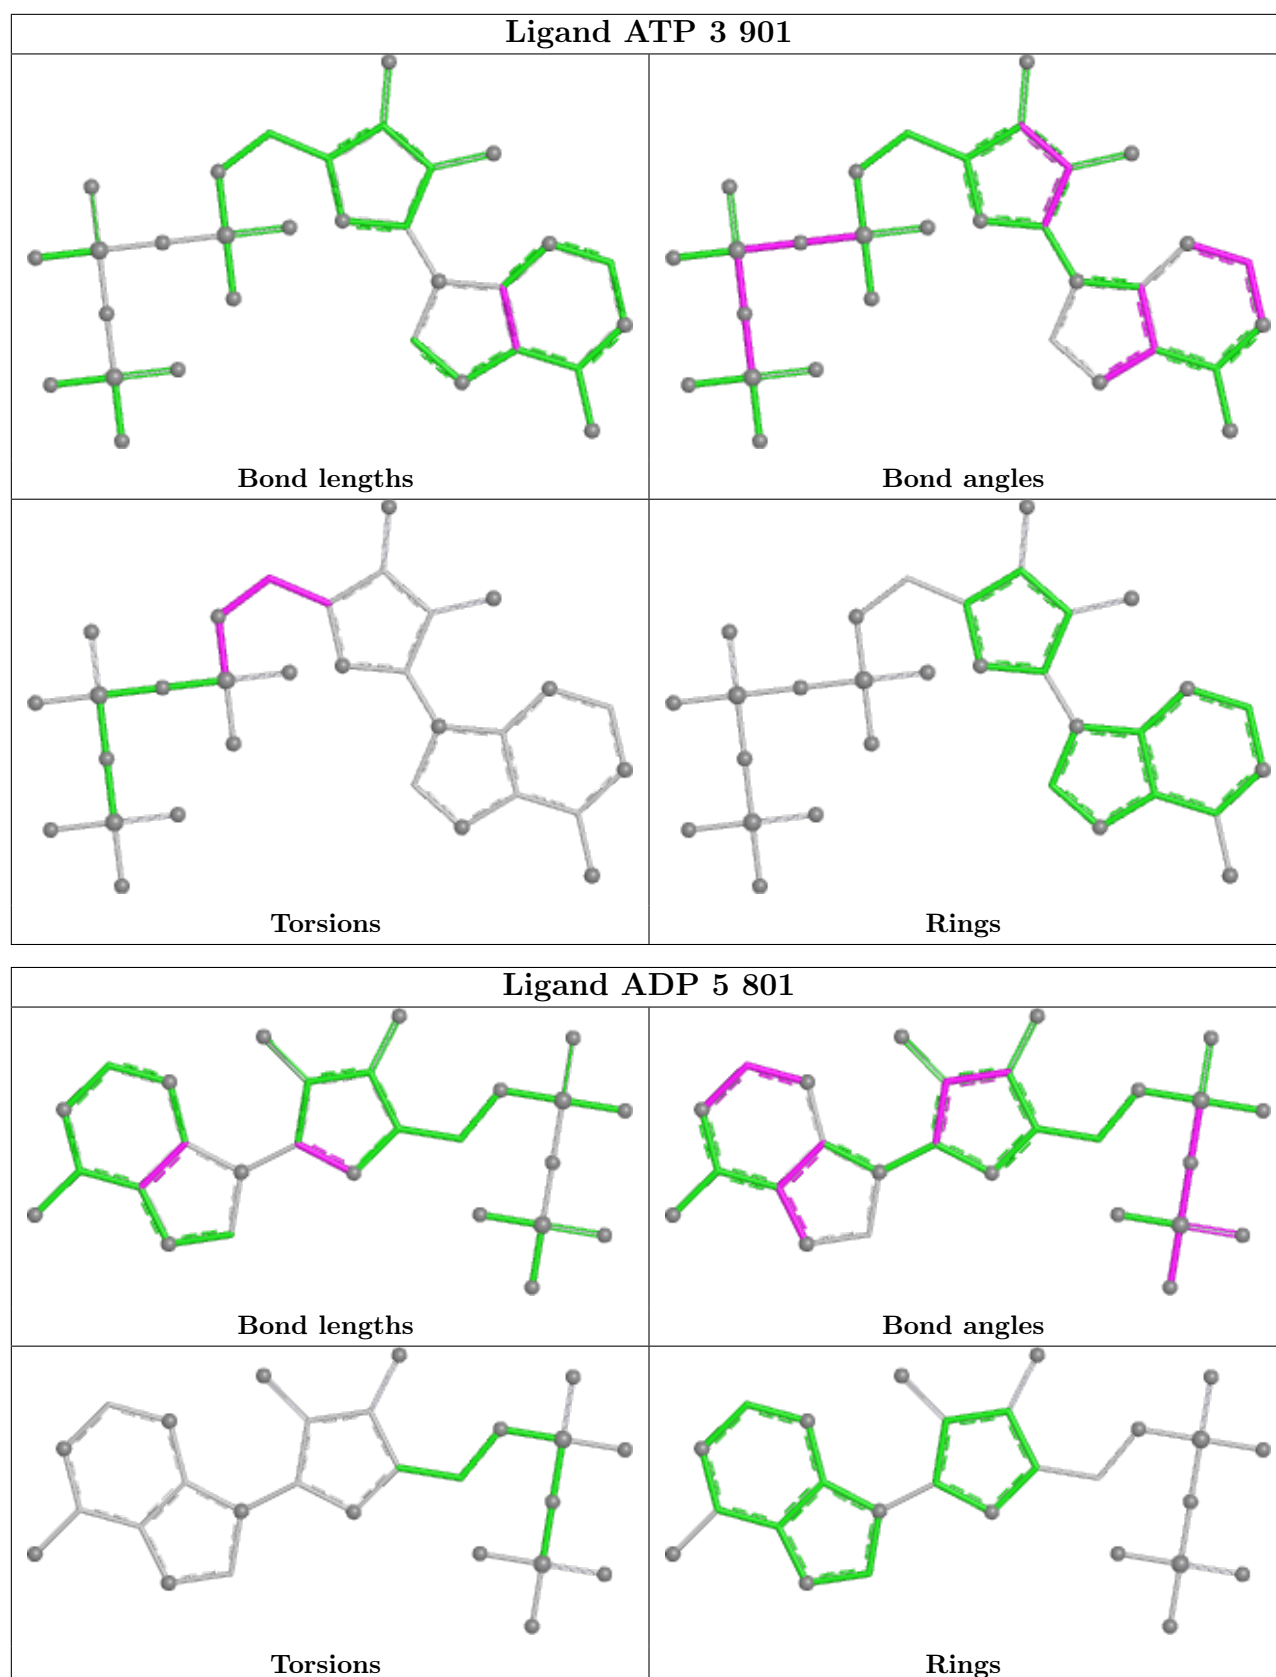 Ligand ATP 3 901
Bond lengths
Bond angles
Torsions
Rings
Ligand ADP 5 801
Bond lengths
Bond angles
Torsions
Rings